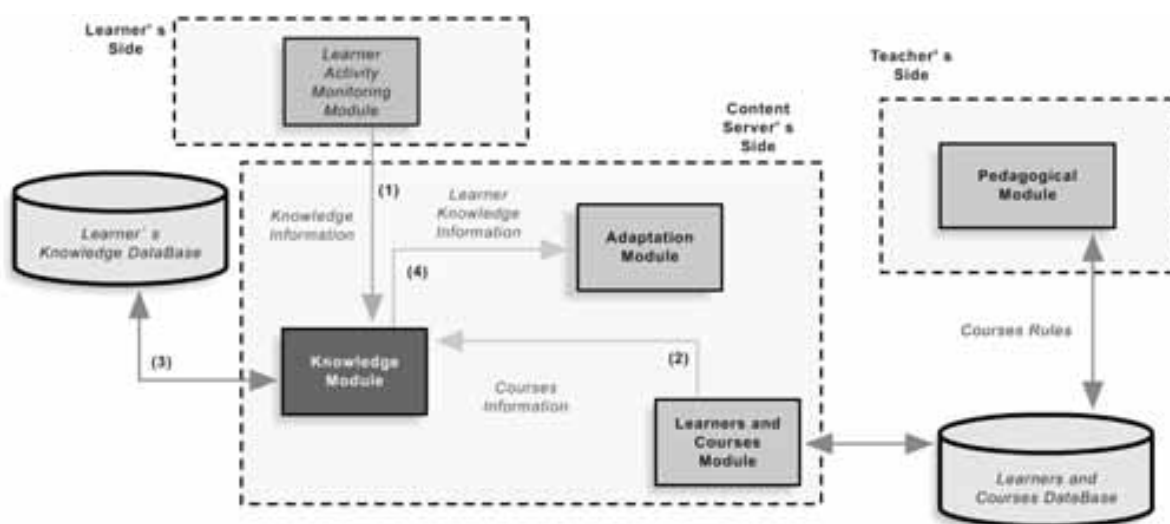 Learner's
Side
Learner
Activity
Monitoring
Module
Teacher's
Side
Content
Server's
Side
Pedagogical
Module
(1)
Learner
Knowledge
Information
Knowledge
Information
Learner's
Knowledge DataBase
Adaptation
Module
(4)
Courses Rules
(3)
Knowledge
Module
(2)
Courses
Information
Learners and
Courses
Module
Learners and
Courses DataBase